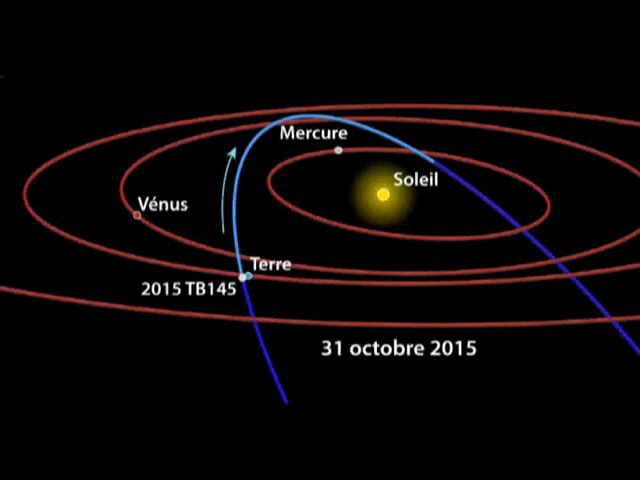 Mercure
Soleil
Vénus
Terre
2015 TB145
31 octobre 2015